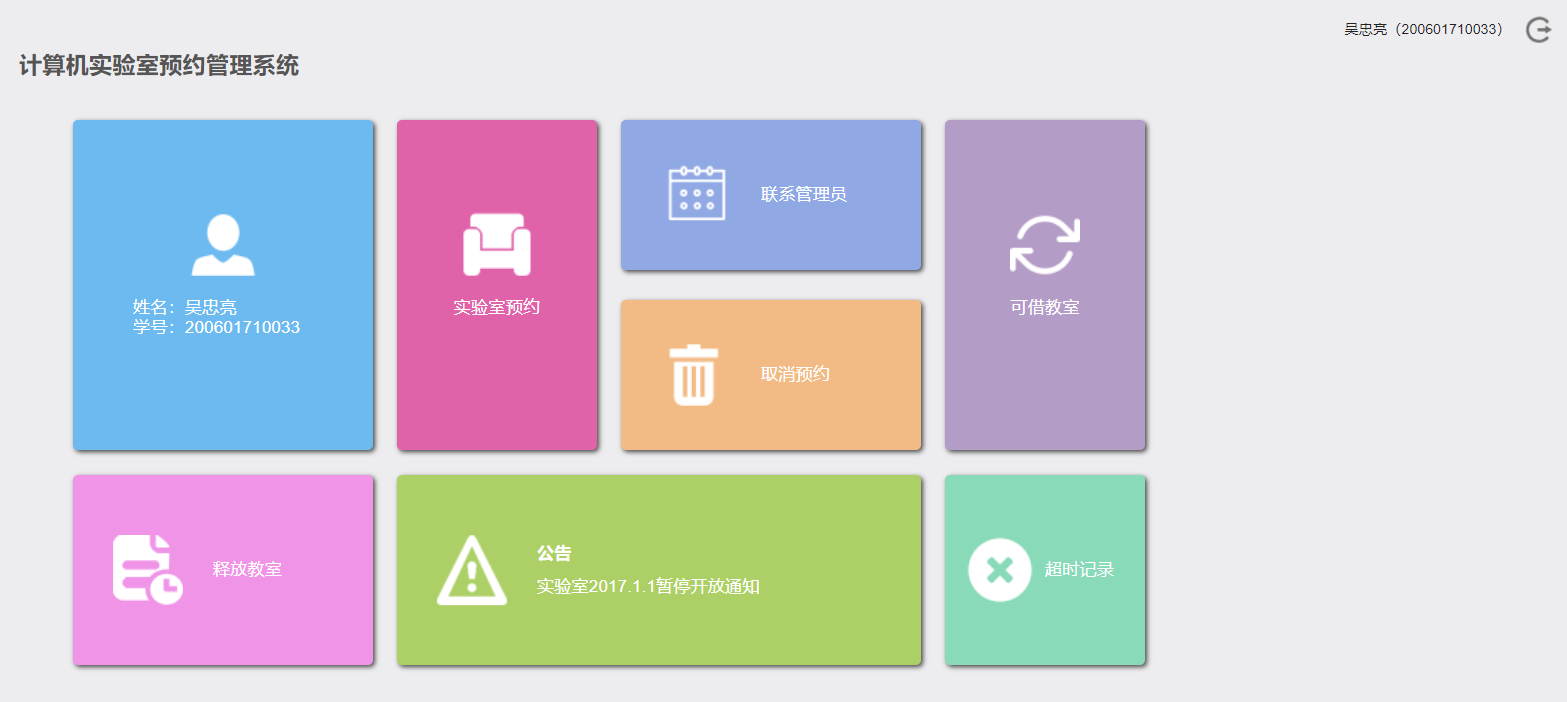 吴忠亮（200601710033）
计算机实验室预约管理系统
姓名：吴忠亮
学号：200601710033
实验室预约
联系管理员
取消预约
可借教室
释放教室
公告
实验室2017.1.1暂停开放通知
超时记录